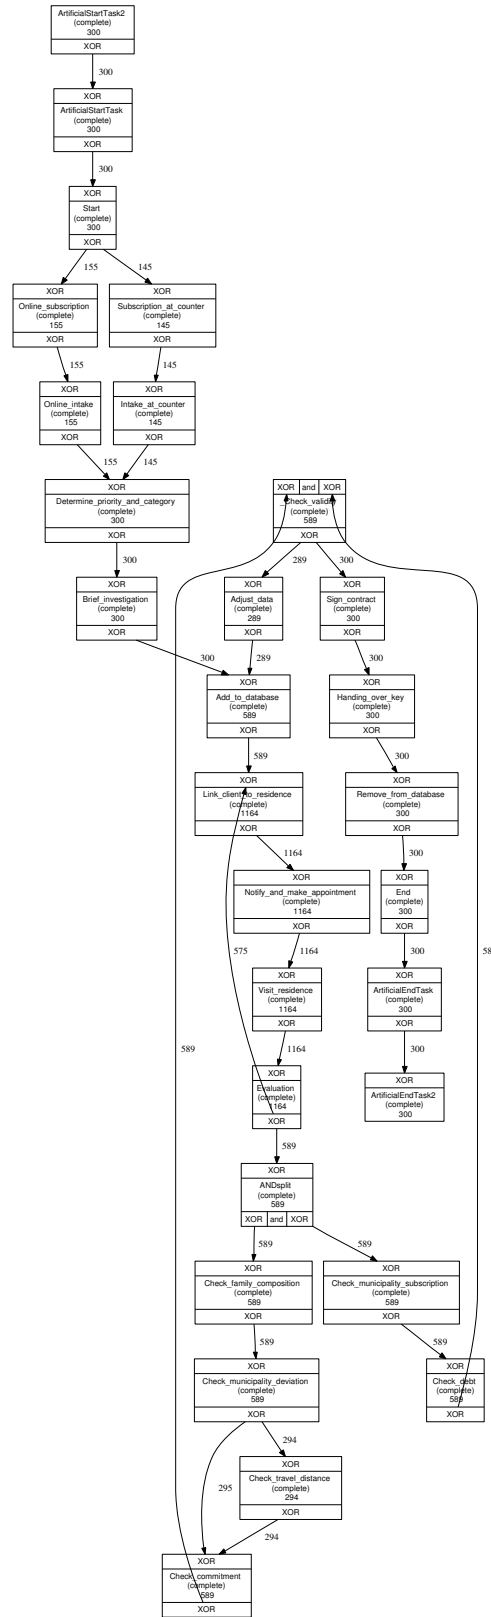 ArtificialStartTask2
(complete)
300
XOR
300
XOR
ArtificialStartTask
(complete)
300
XOR
300
XOR
Start
(complete)
300
XOR
155
145
XOR
Online_subscription
(complete)
155
XOR
XOR
Subscription_at_counter
(complete)
145
XOR
155
145
XOR
Online_intake
(complete)
155
XOR
XOR
Intake_at_counter
(complete)
145
XOR
155
145
XOR
Determine_priority_and_category
(complete)
300
XOR
XOR and XOR
_Check_validity
(complete)
589
XOR
300
289
300
XOR
Brief_investigation
(complete)
300
XOR
XOR
Adjust_data
(complete)
289
XOR
XOR
Sign_contract
(complete)
300
XOR
300
289
300
XOR
Add_to_database
(complete)
589
XOR
XOR
Handing_over_key
(complete)
300
XOR
589
300
XOR
Link_client_to_residence
(complete)
1164
XOR
XOR
Remove_from_database
(complete)
300
XOR
1164
300
XOR
Notify_and_make_appointment
(complete)
1164
XOR
XOR
End
(complete)
300
XOR
575
1164
300
XOR
Visit_residence
(complete)
1164
XOR
XOR
ArtificialEndTask
(complete)
300
XOR
589
1164
300
XOR
Evaluation
(complete)
1164
XOR
XOR
ArtificialEndTask2
(complete)
300
589
XOR
ANDsplit
(complete)
589
XOR and XOR
589
589
XOR
Check_family_composition
(complete)
589
XOR
XOR
Check_municipality_subscription
(complete)
589
XOR
589
589
XOR
Check_municipality_deviation
(complete)
589
XOR
XOR
Check_debt
(complete)
589
XOR
294
295
XOR
Check_travel_distance
(complete)
294
XOR
294
XOR
Check_commitment
(complete)
589
XOR